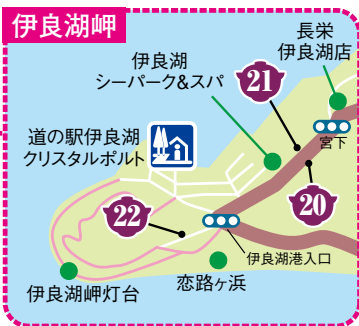 伊良湖岬
長栄
伊良湖店
伊良湖
シーパーク&スパ
21
宮下
道の駅伊良湖
クリスタルポルト
20
22
伊良湖港入口
恋路ヶ浜
伊良湖岬灯台